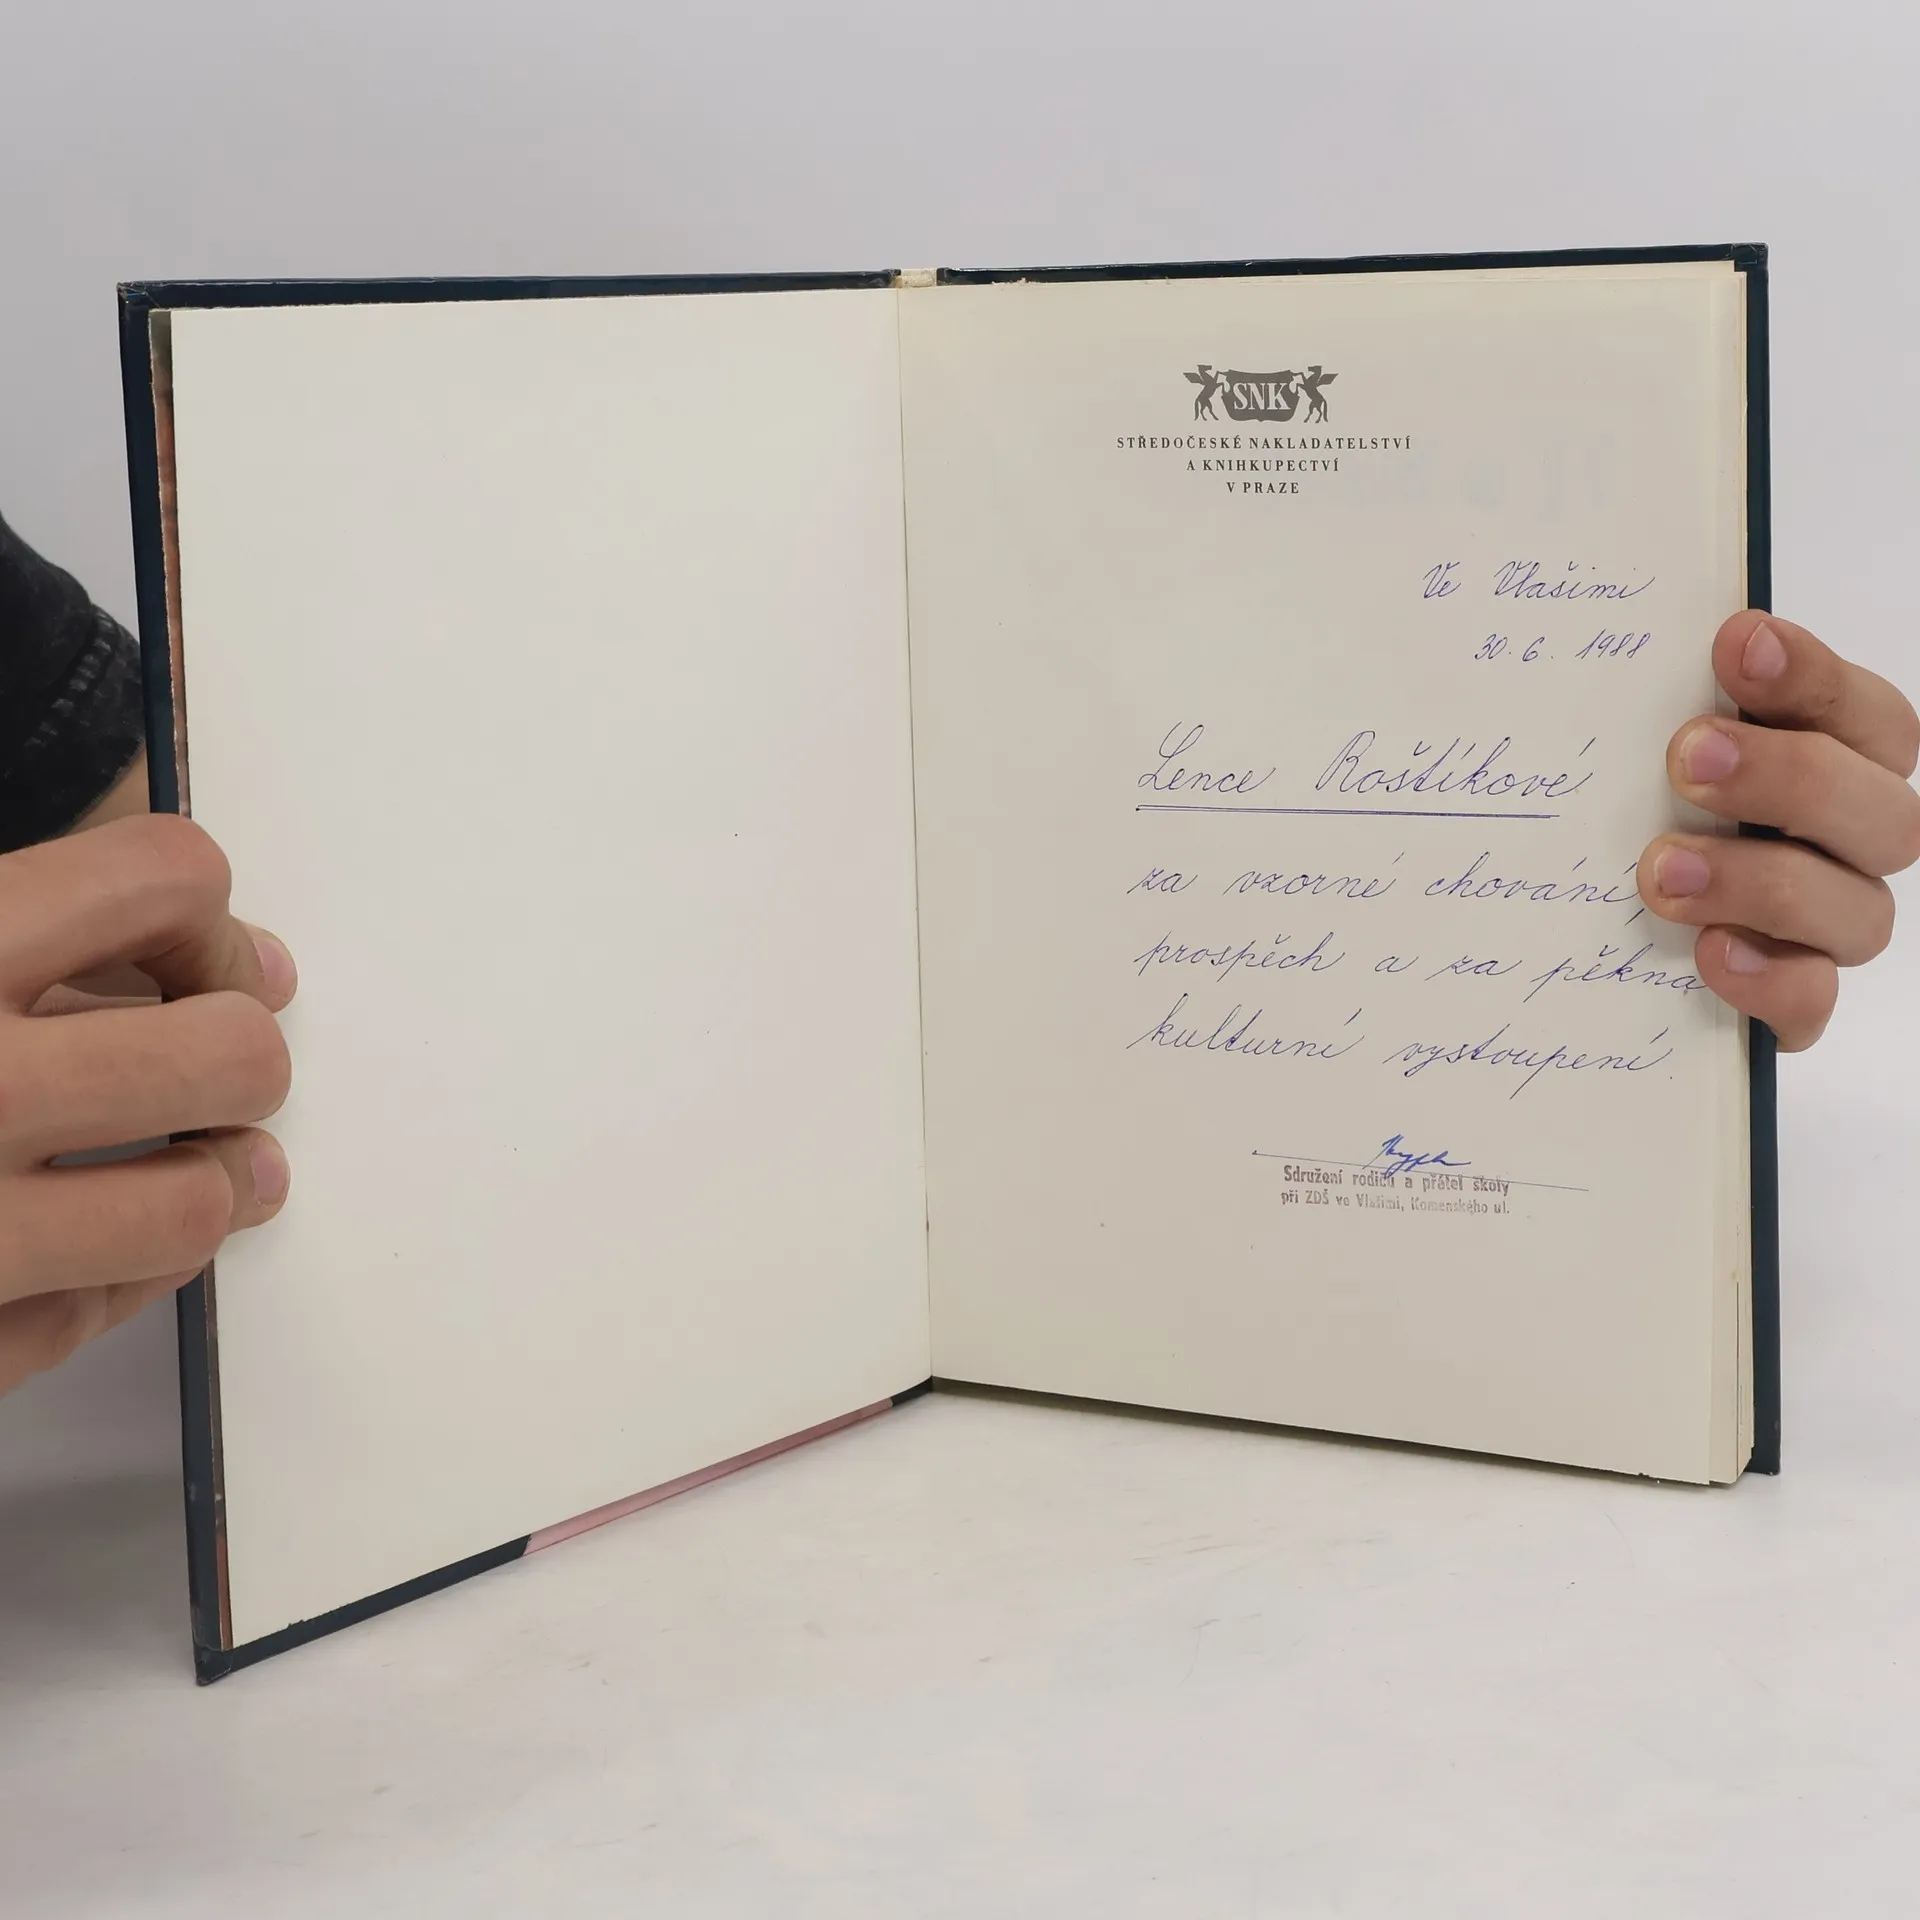 SNK
STŘEDOČESKÉ NAKLADATELSTVÍ
A KNIHKUPECTVÍ
V PRAZE
Ve Vlašimi
30. 6. 1988
Lence Roštíkové
za vzorné chování,
prospěch a za pěkna
kulturní vystoupení.
Sdružení rodičů a přátel školy
při ZDŠ ve Vlašimi, Komenského ul.